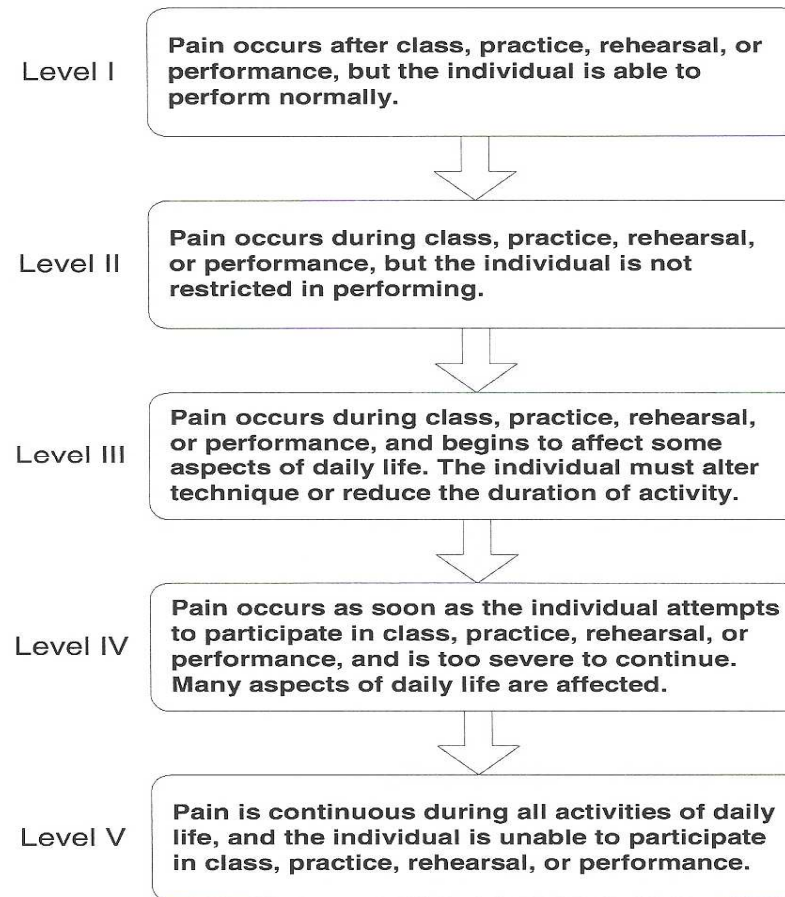 Level I
Pain occurs after class, practice, rehearsal, or
performance, but the individual is able to
perform normally.
Level II
Pain occurs during class, practice, rehearsal,
or performance, but the individual is not
restricted in performing.
Level III
Pain occurs during class, practice, rehearsal,
or performance, and begins to affect some
aspects of daily life. The individual must alter
technique or reduce the duration of activity.
Level IV
Pain occurs as soon as the individual attempts
to participate in class, practice, rehearsal, or
performance, and is too severe to continue.
Many aspects of daily life are affected.
Level V
Pain is continuous during all activities of daily
life, and the individual is unable to participate
in class, practice, rehearsal, or performance.